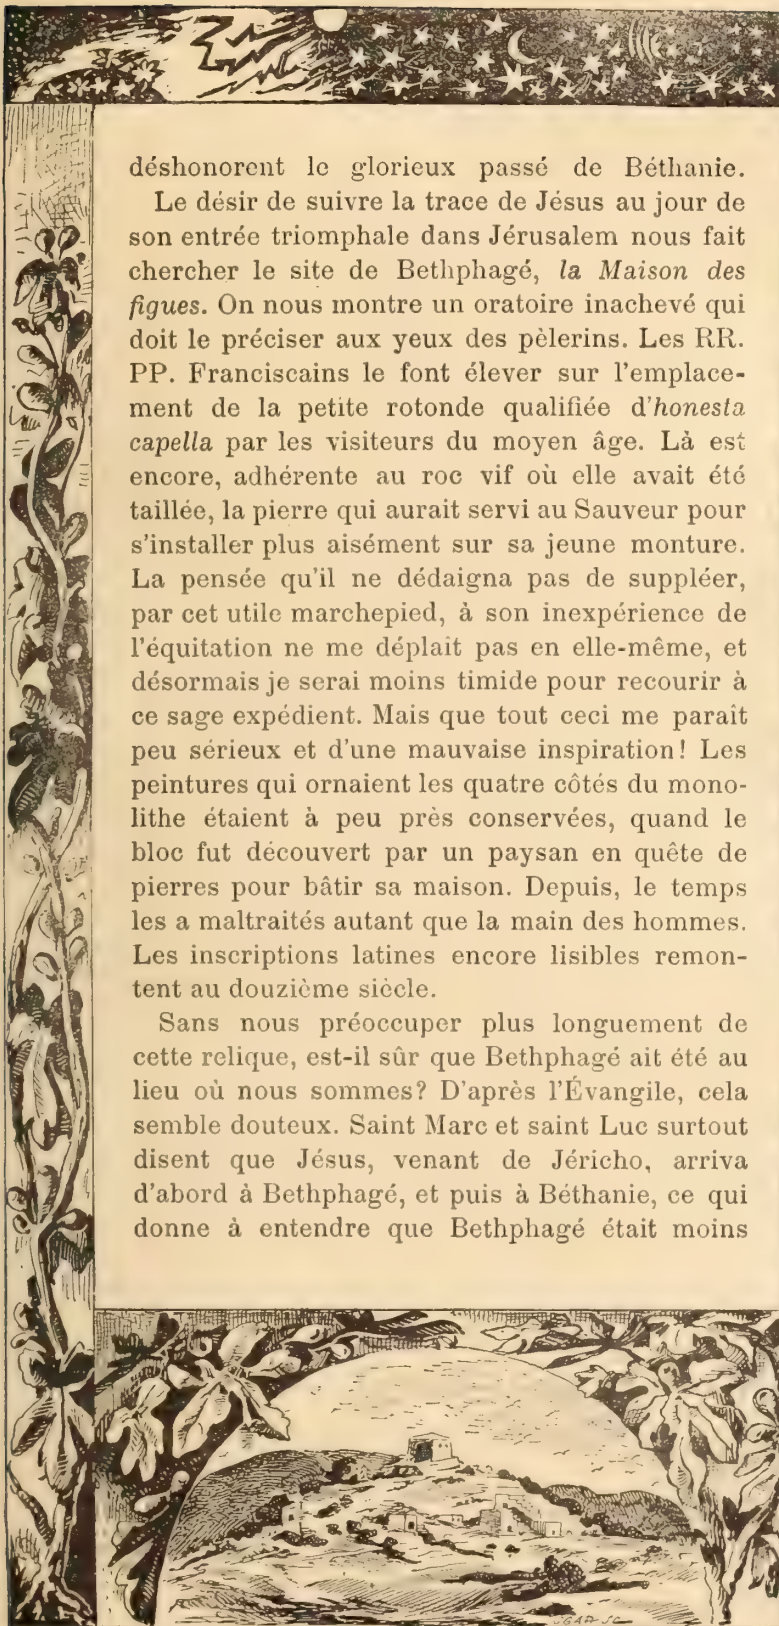 déshonorent le glorieux passé de Béthanie.
Le désir de suivre la trace de Jésus au jour de
son entrée triomphale dans Jérusalem nous fait
chercher le site de Bethphagé, la Maison des
figues. On nous montre un oratoire inachevé qui
doit le préciser aux yeux des pèlerins. Les RR.
PP. Franciscains le font élever sur l'emplace-
ment de la petite rotonde qualifiée d'honesta
capella par les visiteurs du moyen âge. Là est
encore, adhérente au roc vif où elle avait été
taillée, la pierre qui aurait servi au Sauveur pour
s'installer plus aisément sur sa jeune monture.
La pensée qu'il ne dédaigna pas de suppléer,
par cet utile marchepied, à son inexpérience de
l'équitation ne me déplait pas en elle-même, et
désormais je serai moins timide pour recourir à
ce sage expédient. Mais que tout ceci me paraît
peu sérieux et d'une mauvaise inspiration! Les
peintures qui ornaient les quatre côtés du mono-
lithe étaient à peu près conservées, quand le
bloc fut découvert par un paysan en quête de
pierres pour bâtir sa maison. Depuis, le temps
les a maltraités autant que la main des hommes.
Les inscriptions latines encore lisibles remon-
tent au douzième siècle.
Sans nous préoccuper plus longuement de
cette relique, est-il sûr que Bethphagé ait été au
lieu où nous sommes? D'après l'Évangile, cela
semble douteux. Saint Marc et saint Luc surtout
disent que Jésus, venant de Jéricho, arriva
d'abord à Bethphagé, et puis à Béthanie, ce qui
donne à entendre que Bethphagé était moins